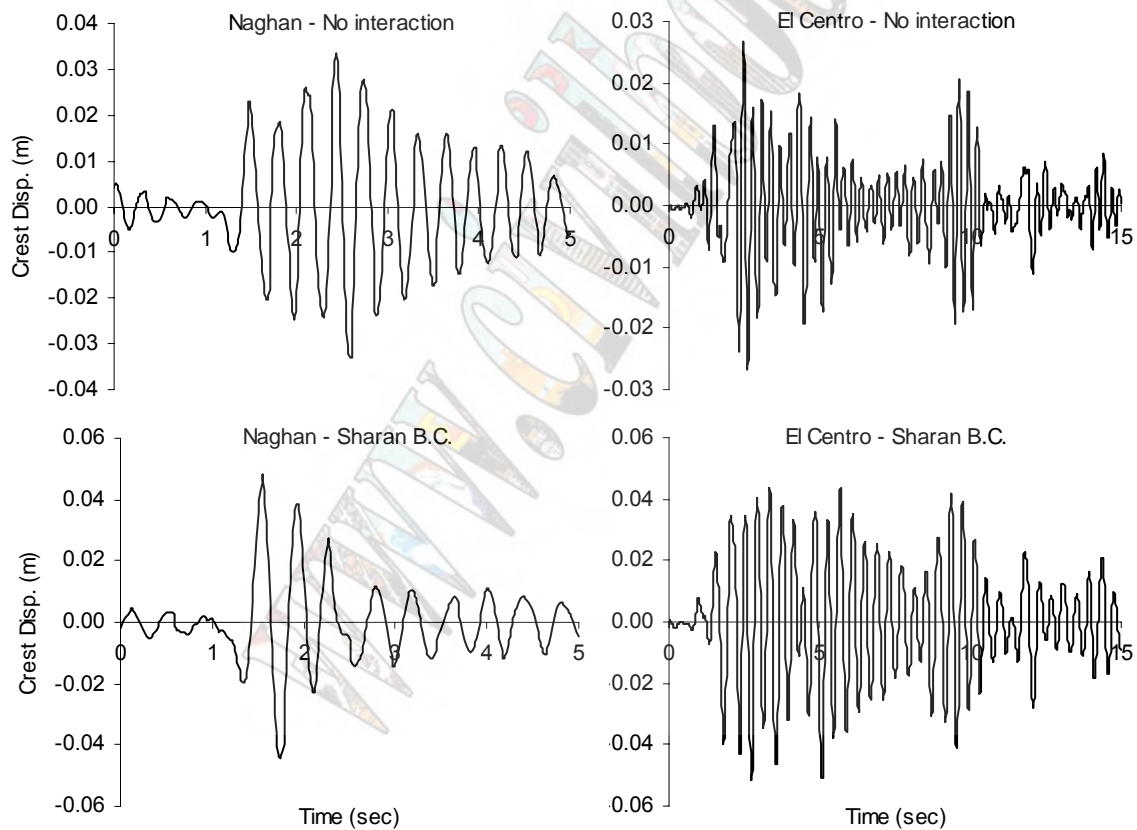 Naghan - No interaction
El Centro - No interaction
Crest Disp. (m)
0.04
0.03
0.02
0.01
0.00
-0.01
-0.02
-0.03
-0.04
0 1 2 3 4 5
0.03
0.02
0.01
0.00
-0.01
-0.02
-0.03
0 5 10 15
Naghan - Sharan B.C.
El Centro - Sharan B.C.
Crest Disp. (m)
0.06
0.04
0.02
0.00
-0.02
-0.04
-0.06
0 1 2 3 4 5
Time (sec)
0.06
0.04
0.02
0.00
-0.02
-0.04
0.06
0 5 10 15
Time (sec)